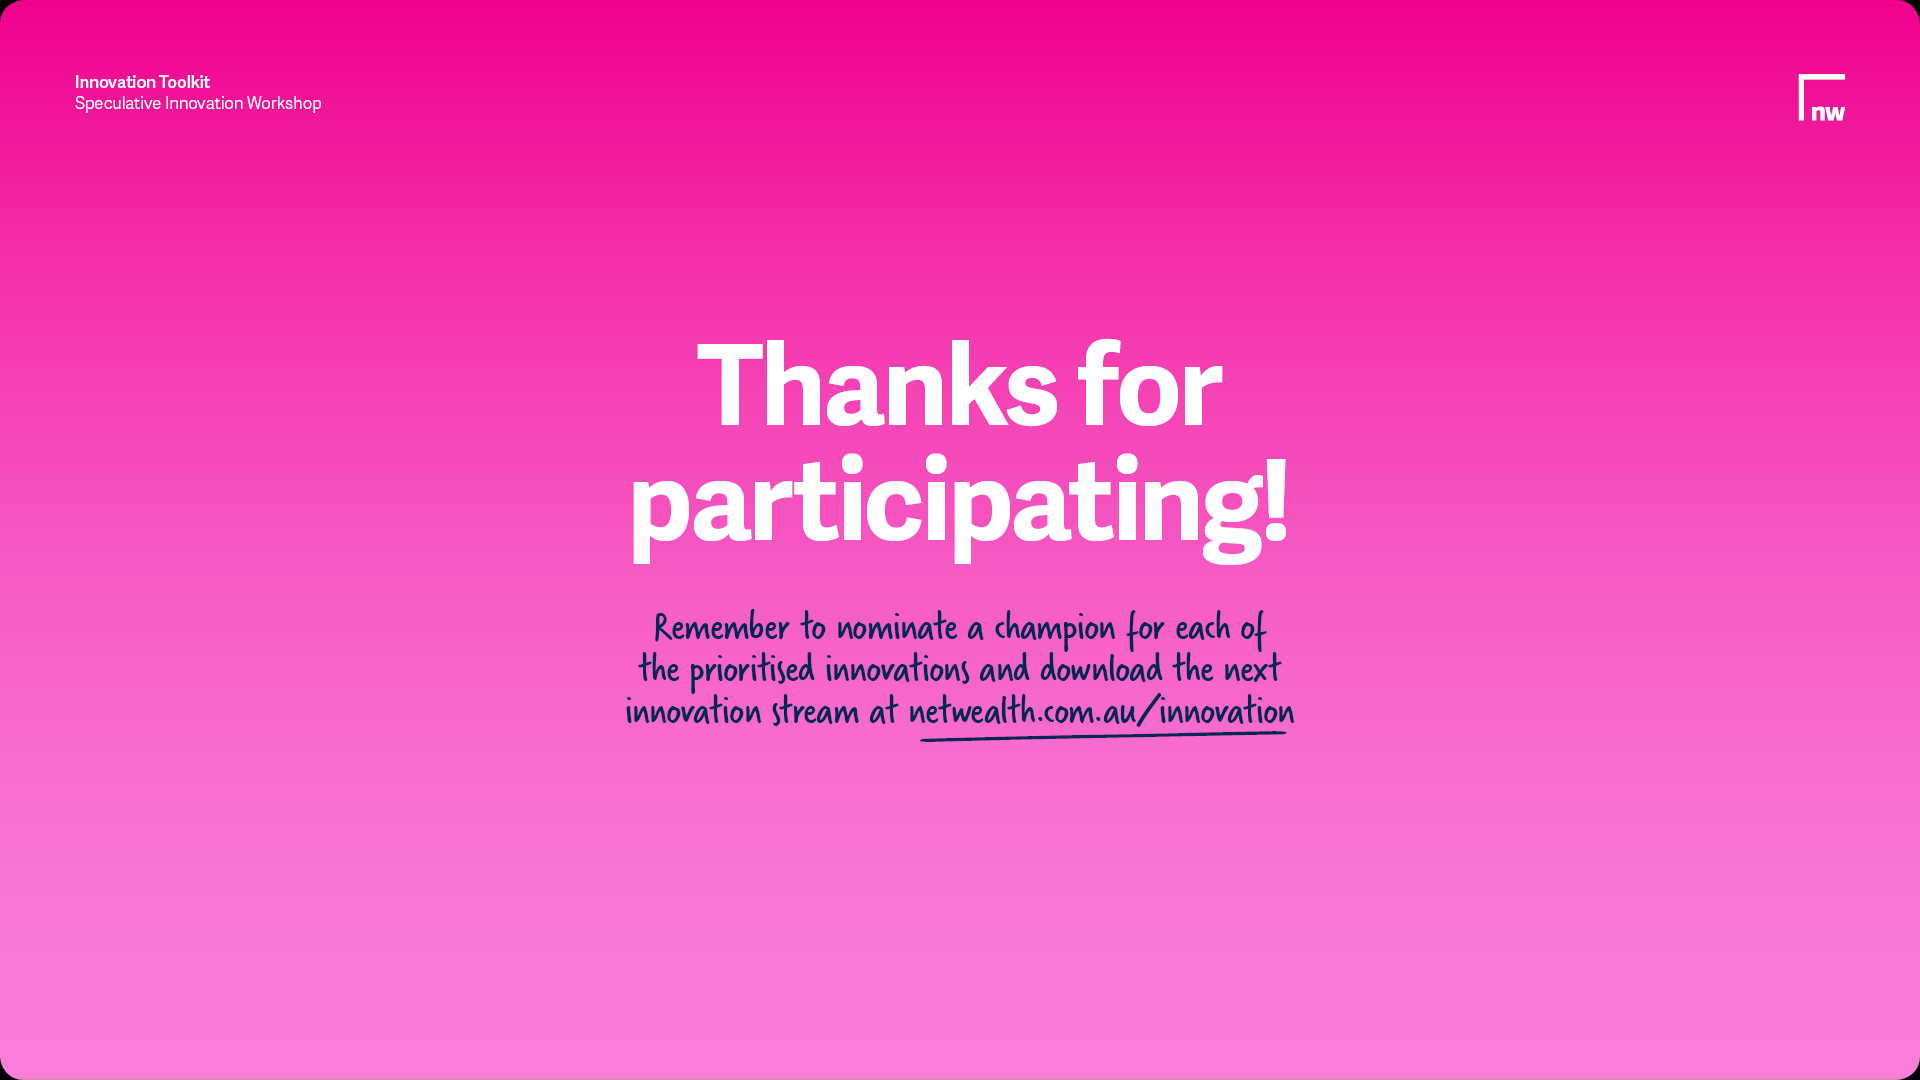 Innovation Toolkit
Speculative Innovation Workshop
nw
Thanks for
participating!
Remember to nominate a champion for each of
the prioritised innovations and download the next
innovation stream at netwealth.com.au/innovation